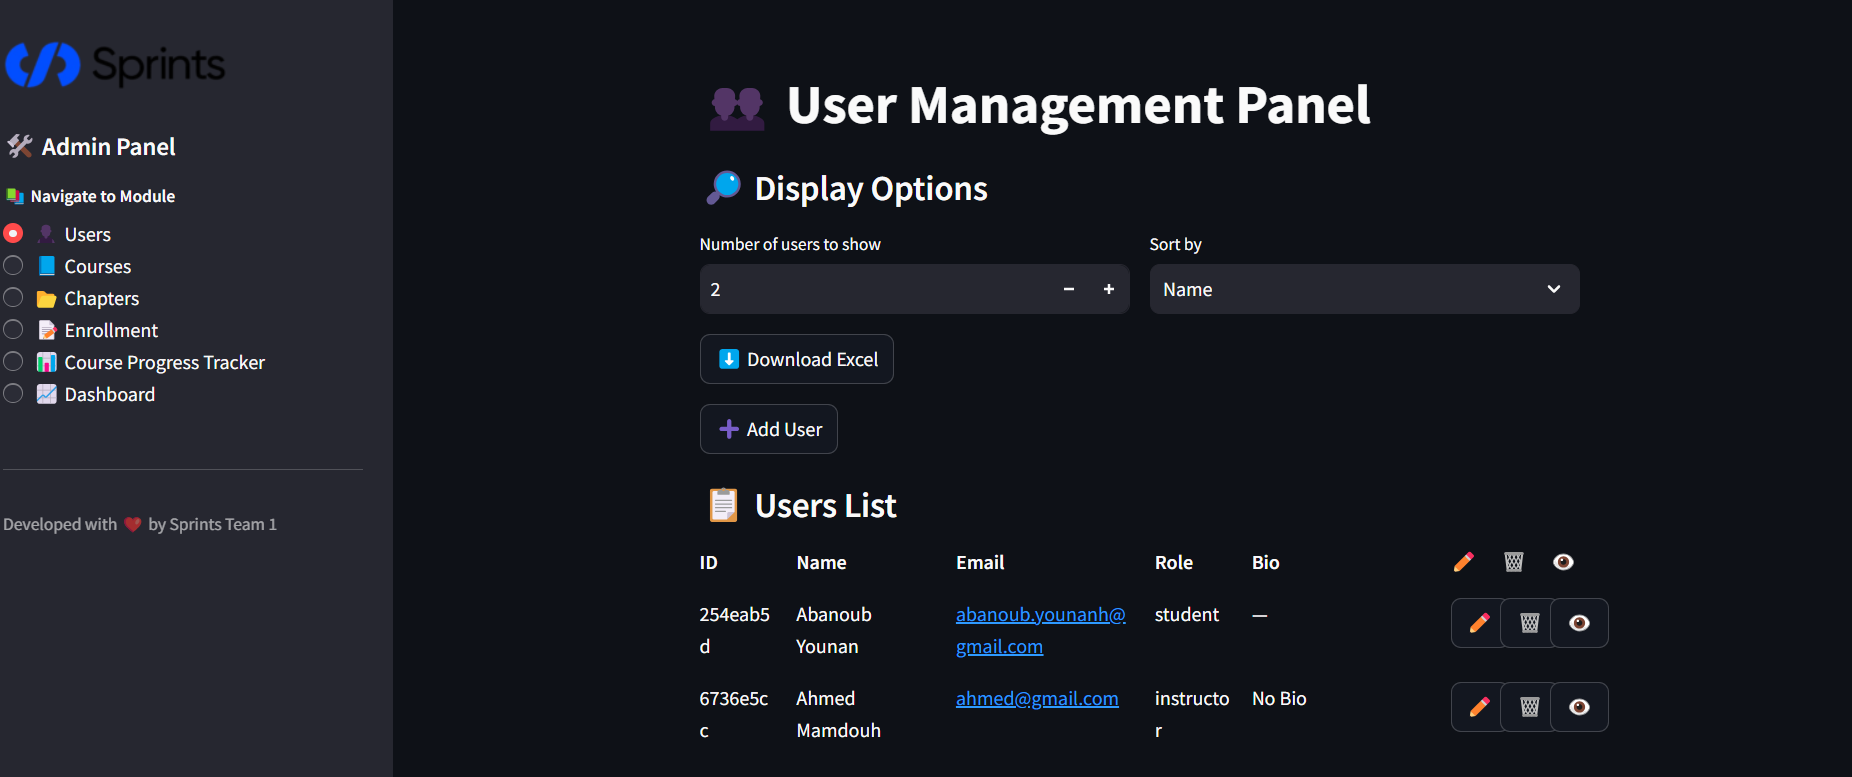 Sprints
Admin Panel
Navigate to Module
Users
Courses
Chapters
Enrollment
Course Progress Tracker
Dashboard
Developed with ❤️ by Sprints Team 1
User Management Panel
Display Options
Number of users to show
Sort by
2 − +
Name
Download Excel
Add User
Users List
ID Name Email Role Bio
254eab5 Abanoub abanoub.younanh@ student —
d Younan gmail.com
6736e5c Ahmed ahmed@gmail.com instructo No Bio
c Mamdouh r